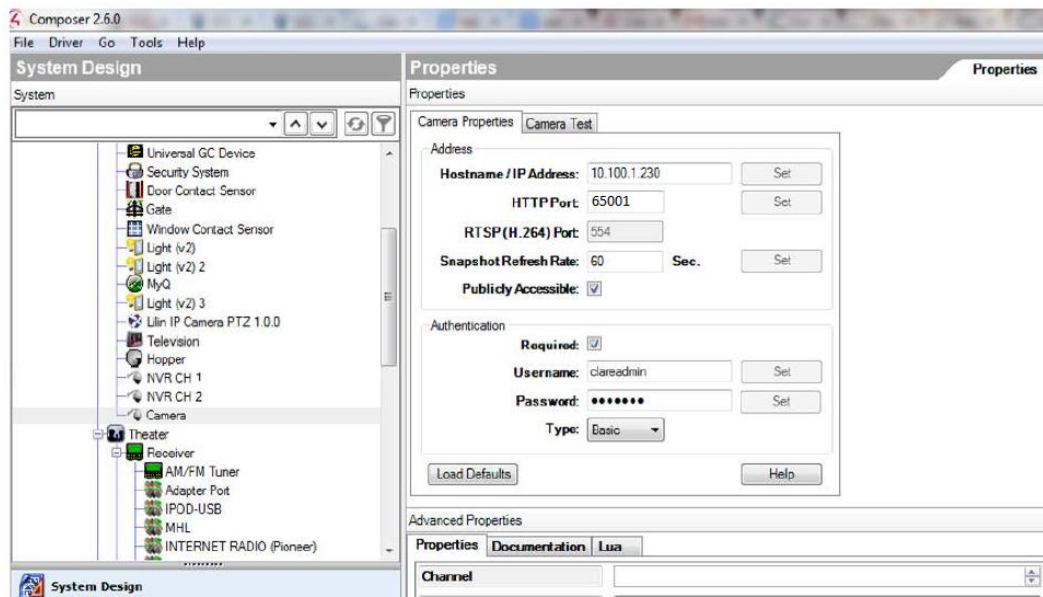 Composer 2.6.0
File Driver Go Tools Help
System Design
System
Universal GC Device
Security System
Door Contact Sensor
Gate
Window Contact Sensor
Light (v2)
Light (v2) 2
MyQ
Light (v2) 3
Lilin IP Camera PTZ 1.0.0
Television
Hopper
NVR CH 1
NVR CH 2
Camera
Theater
Receiver
AM/FM Tuner
Adapter Port
IPOD-USB
MHL
INTERNET RADIO (Pioneer)
System Design
Properties
Properties
Properties
Camera Properties Camera Test
Address
Hostname / IP Address: 10.100.1.230 Set
HTTP Port: 65001 Set
RTSP (H.264) Port: 554
Snapshot Refresh Rate: 60 Sec. Set
Publicly Accessible:
Authentication
Required:
Username: clareadmin Set
Password: ••••••• Set
Type: Basic
Load Defaults Help
Advanced Properties
Properties Documentation Lua
Channel